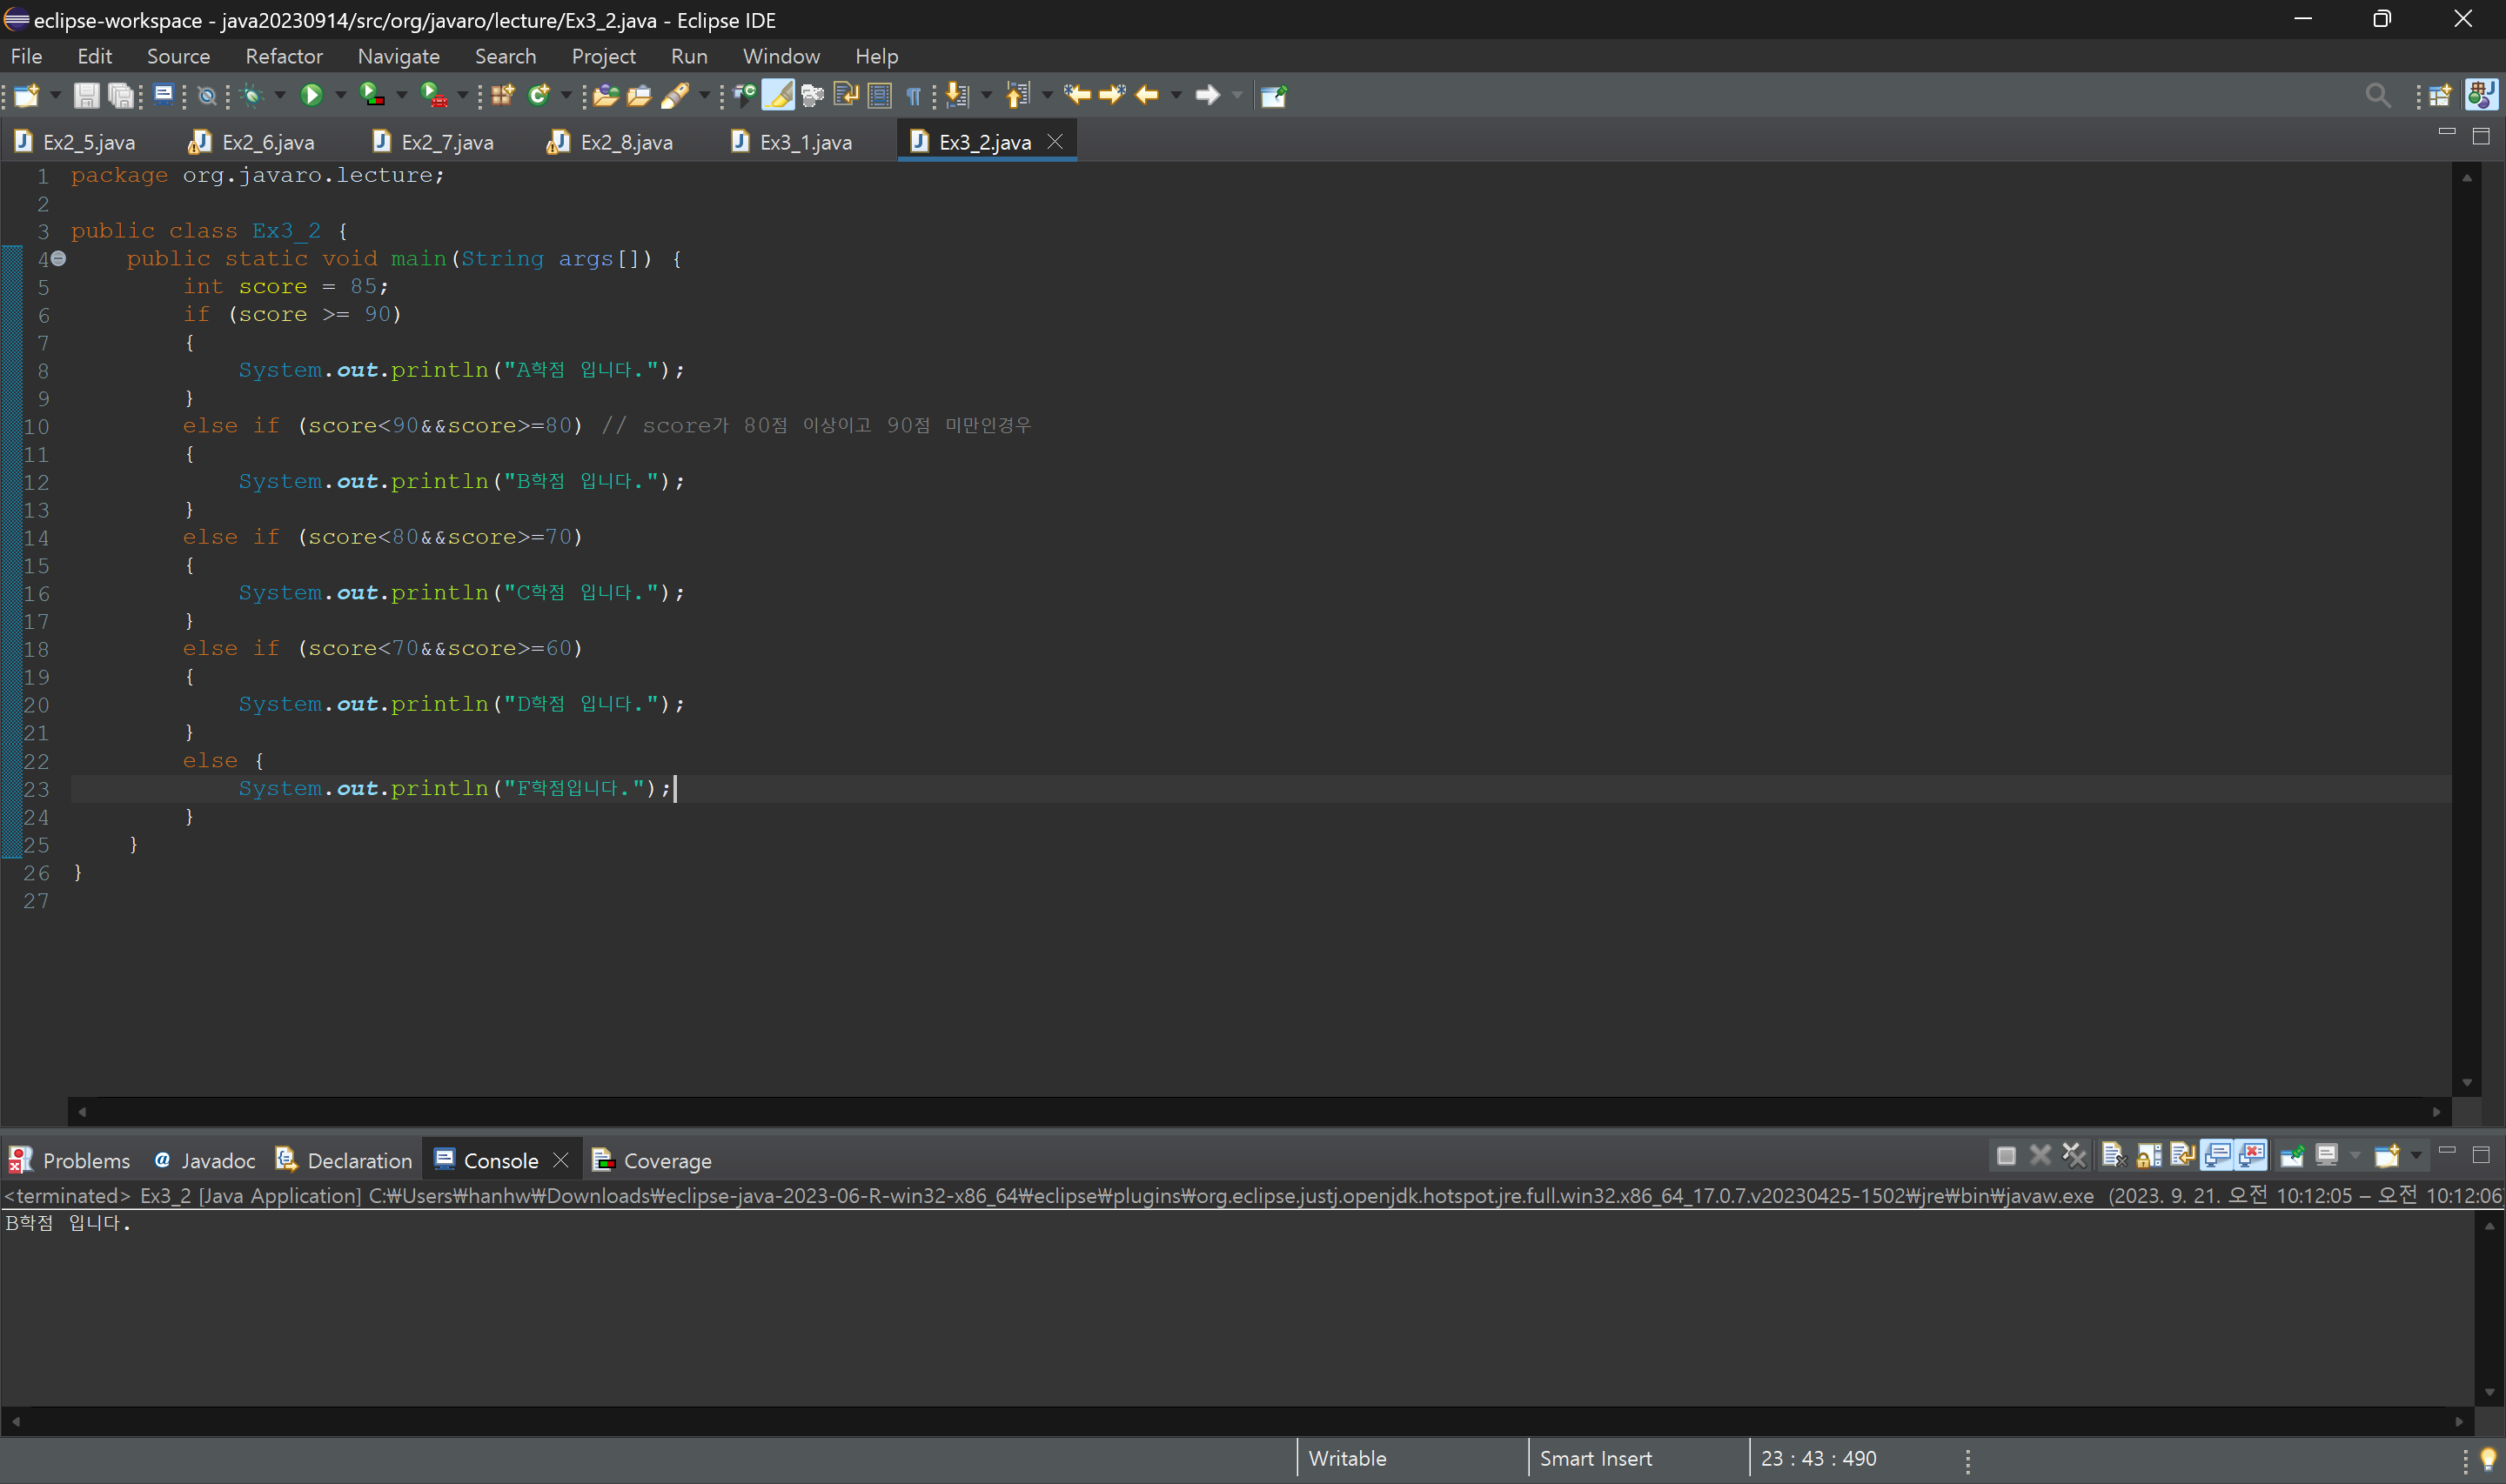 eclipse-workspace - java20230914/src/org/javaro/lecture/Ex3_2.java - Eclipse IDE
File Edit Source Refactor Navigate Search Project Run Window Help
Ex2_5.java Ex2_6.java Ex2_7.java Ex2_8.java Ex3_1.java Ex3_2.java
1 package org.javaro.lecture;
2
3 public class Ex3_2 {
4 public static void main(String args[]) {
5 int score = 85;
6 if (score >= 90)
7 {
8 System.out.println("A학점 입니다.");
9 }
10 else if (score<90&&score>=80) // score가 80점 이상이고 90점 미만인경우
11 {
12 System.out.println("B학점 입니다.");
13 }
14 else if (score<80&&score>=70)
15 {
16 System.out.println("C학점 입니다.");
17 }
18 else if (score<70&&score>=60)
19 {
20 System.out.println("D학점 입니다.");
21 }
22 else {
23 System.out.println("F학점입니다.");
24 }
25 }
26 }
27
Problems Javadoc Declaration Console Coverage
<terminated> Ex3_2 [Java Application] C:₩Users₩hanhw₩Downloads₩eclipse-java-2023-06-R-win32-x86_64₩eclipse₩plugins₩org.eclipse.justj.openjdk.hotspot.jre.full.win32.x86_64_17.0.7.v20230425-1502₩jre₩bin₩javaw.exe (2023. 9. 21. 오전 10:12:05 – 오전 10:12:06
B학점 입니다.
Writable Smart Insert 23 : 43 : 490